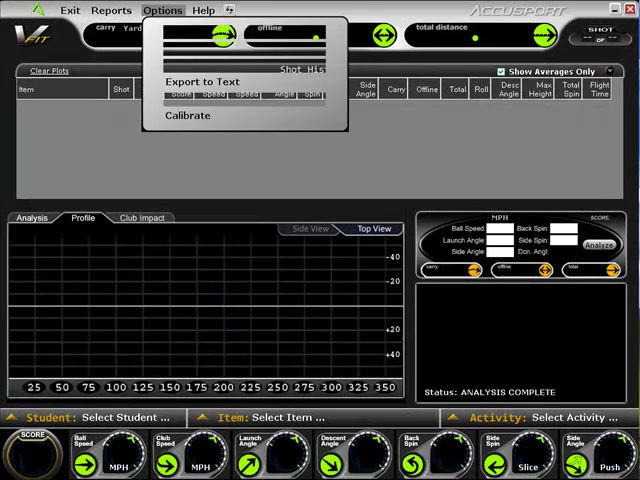 Exit Reports Options Help ACCUSPORT
V FIT carry Yard offline total distance SHOT
OF
Clear Plots Shot His Show Averages Only
Export to Text
Item Shot Score Speed Speed Angle Spin Side Angle Carry Offline Total Roll Desc Angle Max Height Total Spin Flight Time
Calibrate
Analysis Profile Club Impact
Side View Top View
-40
-20
+20
+40
25 50 75 100 125 150 175 200 225 250 275 300 325 350
MPH SCORE:
Ball Speed: Back Spin:
Launch Angle: Side Spin: Analyze
Side Angle: Dcn. Angl:
carry offline total
Status: ANALYSIS COMPLETE
Student: Select Student ... Item: Select Item ... Activity: Select Activity ...
SCORE Ball Speed MPH Club Speed MPH Launch Angle Descent Angle Back Spin Side Spin Slice Side Angle Push